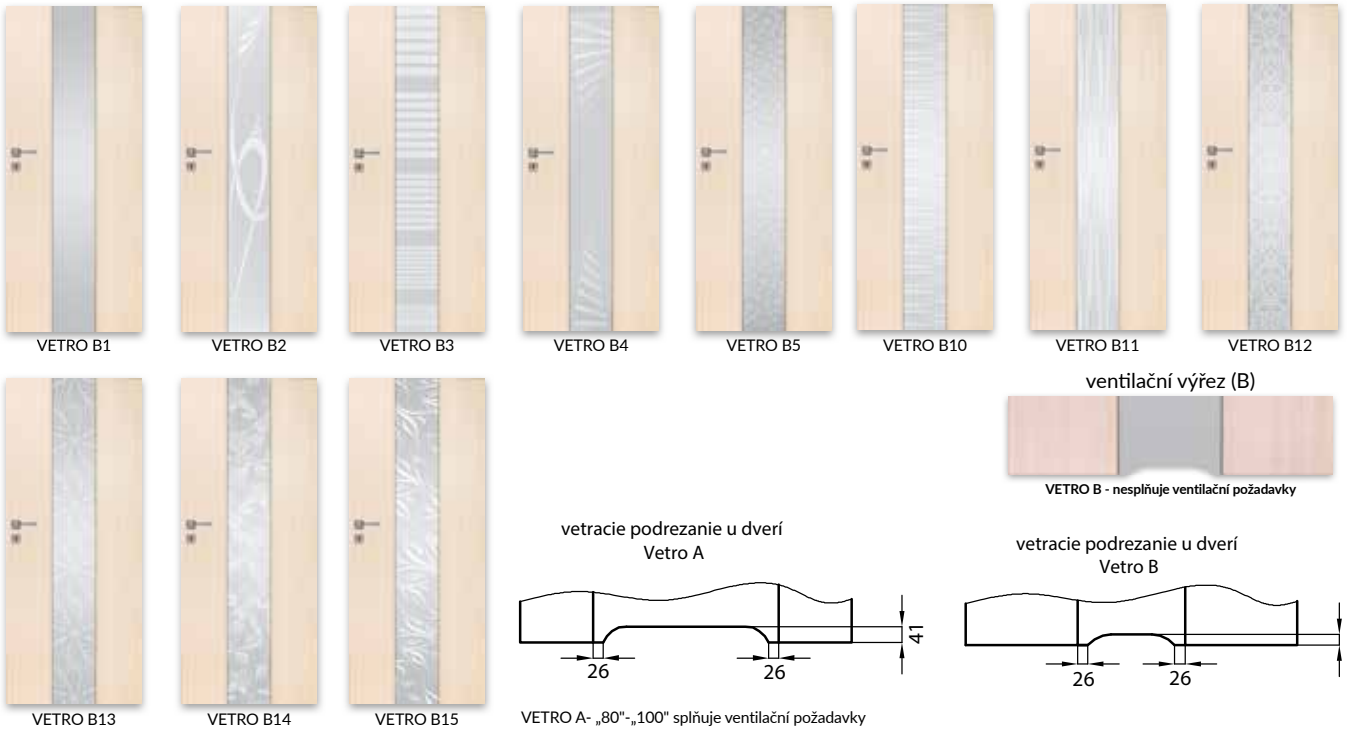 VETRO B1
VETRO B2
VETRO B3
VETRO B4
VETRO B5
VETRO B10
VETRO B11
VETRO B12
VETRO B13
VETRO B14
VETRO B15
ventilační výřez (B)
VETRO B - nesplňuje ventilační požadavky
vetracie podrezanie u dverí
Vetro A
26
26
41
VETRO A- „80"-„100" splňuje ventilační požadavky
vetracie podrezanie u dverí
Vetro B
26
26